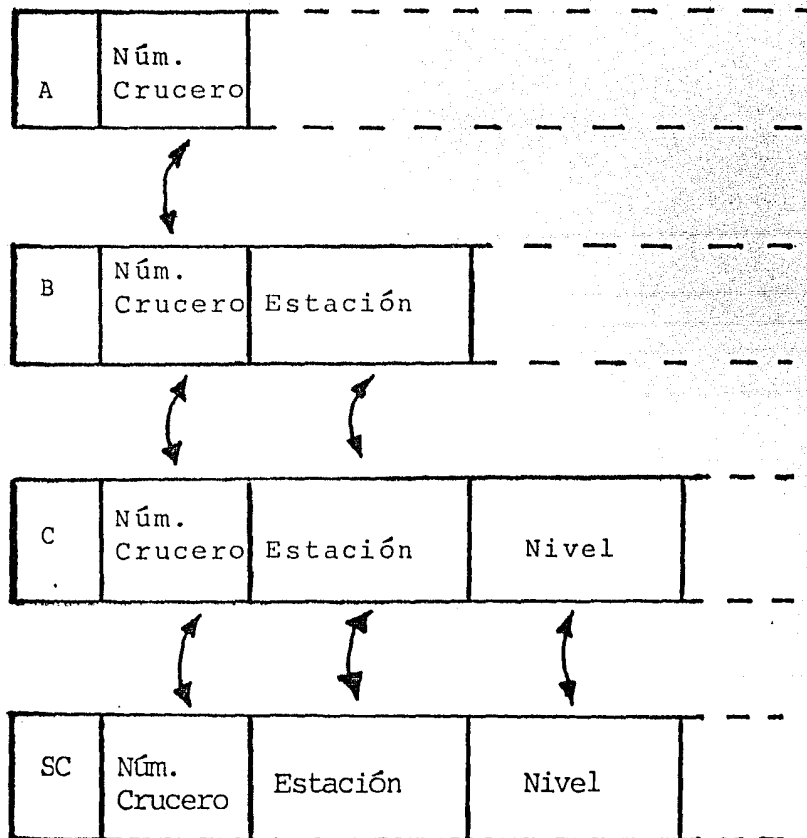 Núm.
A Crucero
Núm.
B
Crucero Estación
Núm.
C
Crucero Estación Nivel
SC Núm. Estación Nivel
Crucero